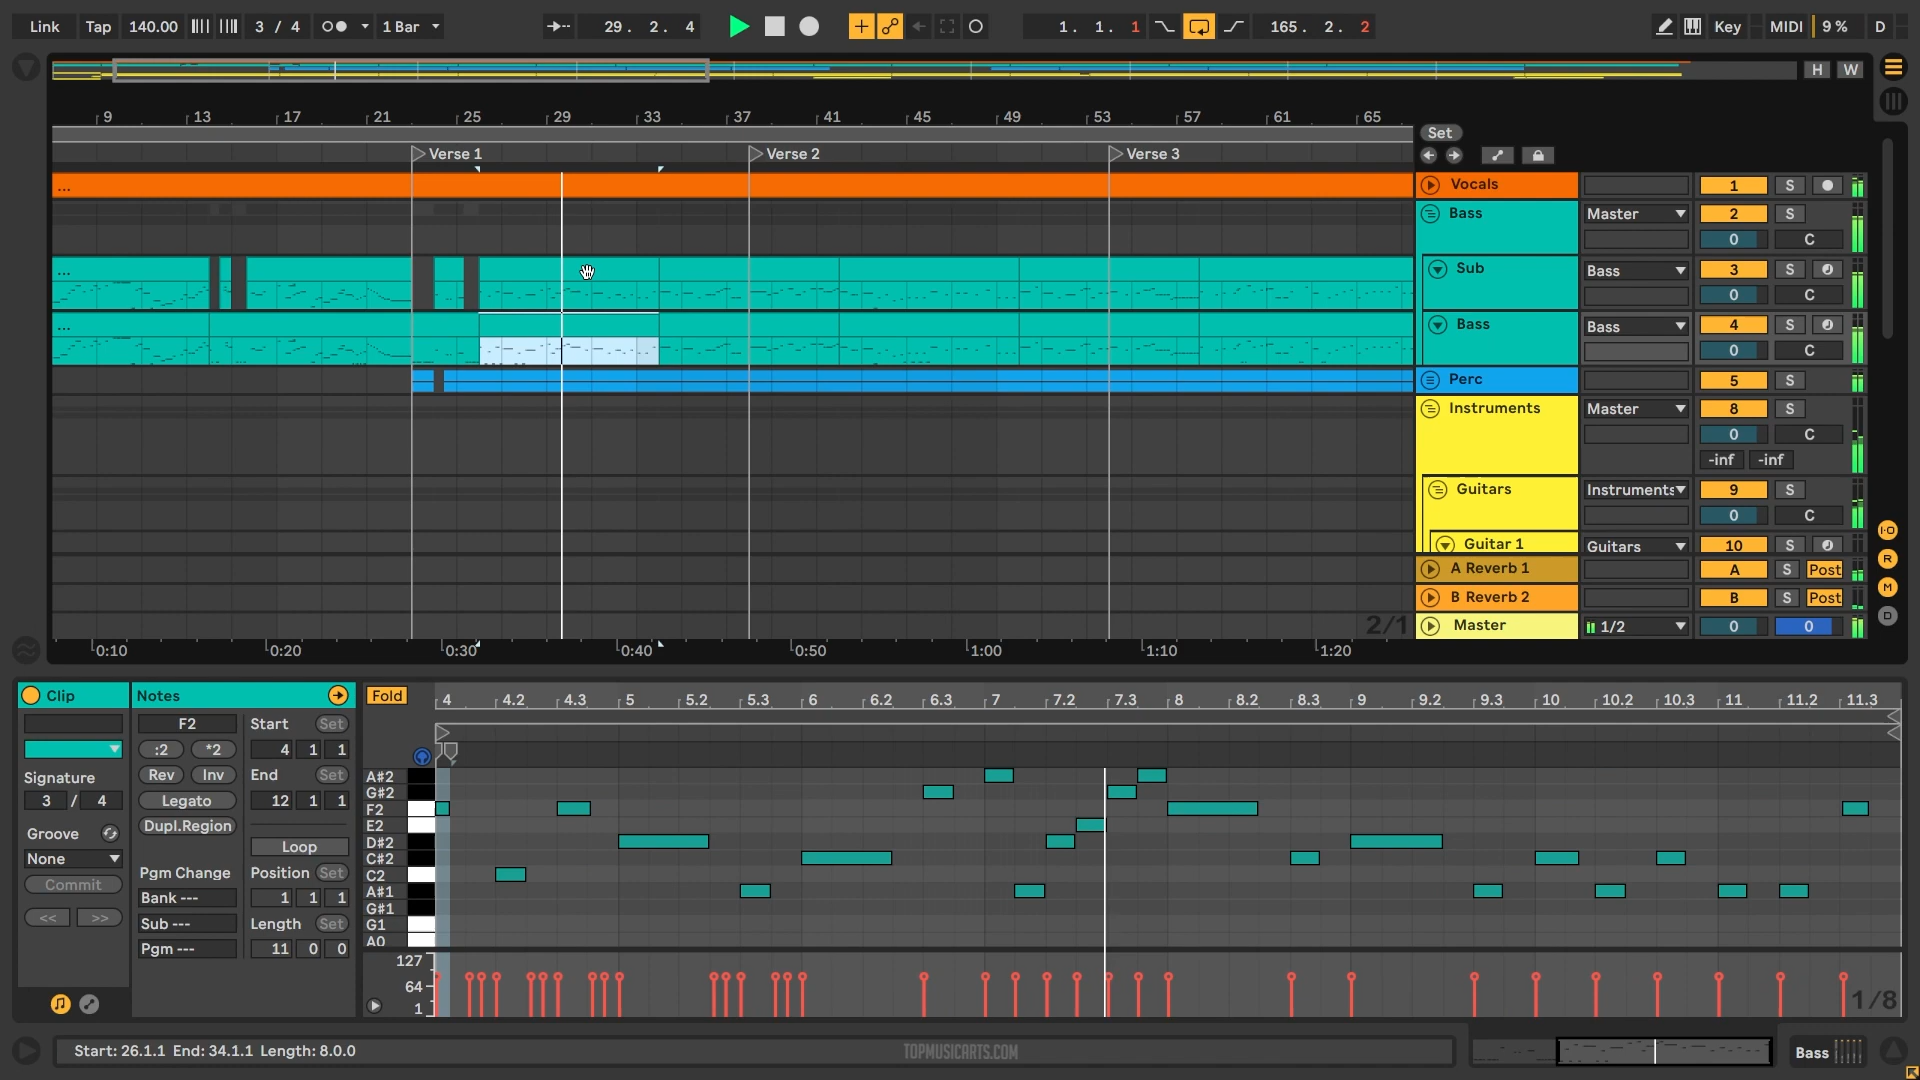 Link Tap 140.00 3 / 4 1 Bar 29. 2. 4 1. 1. 1 165. 2. 2 Key MIDI 9 % D
H W
9 13 17 21 25 29 33 37 41 45 49 53 57 61 65
Set
Verse 1 Verse 2 Verse 3
... Vocals 1 S
Bass Master 2 S
0 C
... Sub Bass 3 S
0 C
... Bass Bass 4 S
0 C
Perc 5 S
Instruments Master 8 S
0 C
-inf -inf
Guitars Instruments 9 S
0 C
Guitar 1 Guitars 10 S
A Reverb 1 A S Post
B Reverb 2 B S Post
2/1 Master 1/2 0 0
I·O
R
M
D
0:10 0:20 0:30 0:40 0:50 1:00 1:10 1:20
Clip Notes Fold 4 4.2 4.3 5 5.2 5.3 6 6.2 6.3 7 7.2 7.3 8 8.2 8.3 9 9.2 9.3 10 10.2 10.3 11 11.2 11.3
F2 Start Set
:2 *2 4 1 1
Signature Rev Inv End Set
3 / 4 Legato 12 1 1
Groove Dupl.Region
None Loop
Commit Pgm Change Position Set
<< >> Bank --- 1 1 1
Sub --- Length Set
Pgm --- 11 0 0
A#2
G#2
F2
E2
D#2
C#2
C2
A#1
G#1
G1
A0
127
64
1
1/8
Start: 26.1.1 End: 34.1.1 Length: 8.0.0
TOPMUSICARTS.COM
Bass